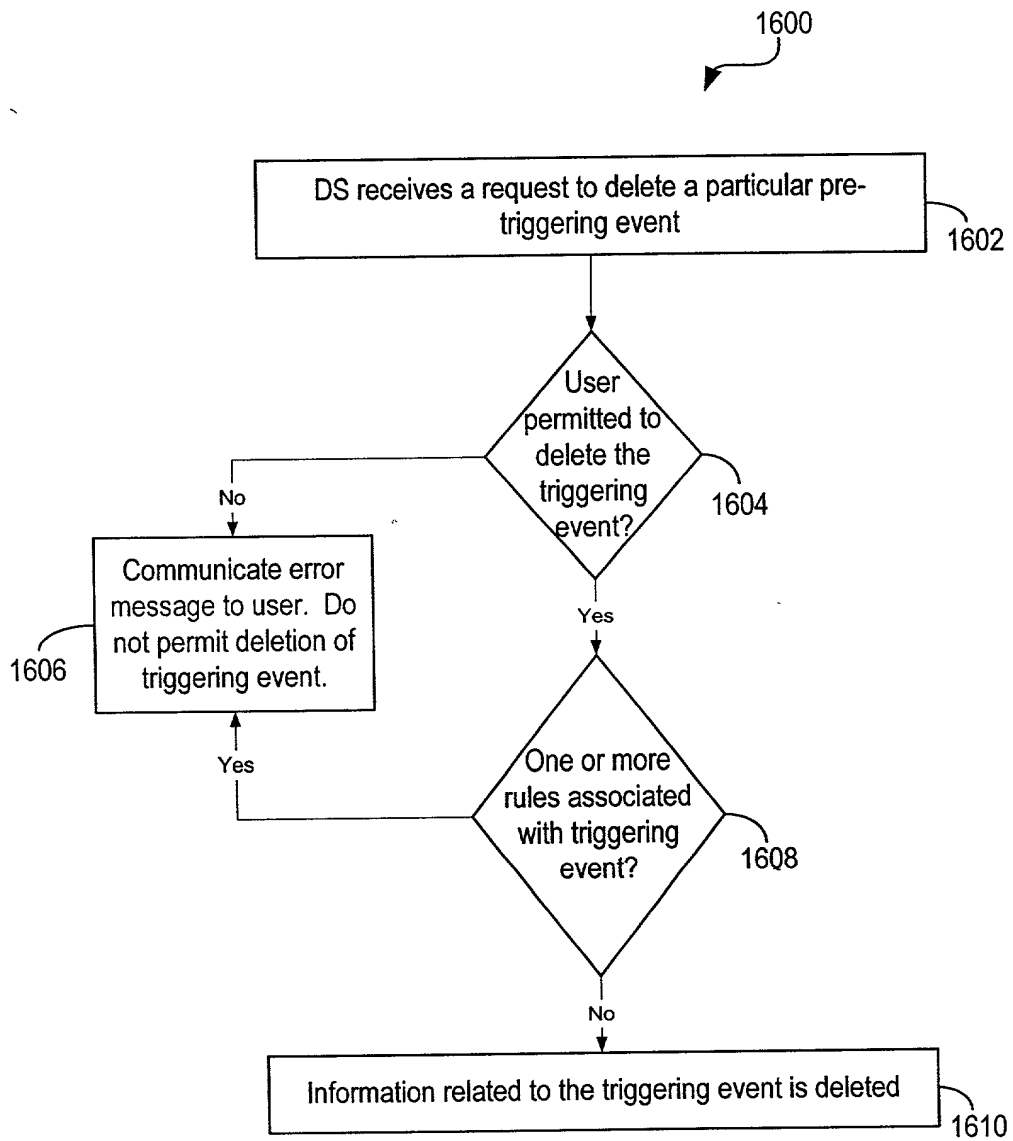 1600
DS receives a request to delete a particular pre-
triggering event
1602
User
permitted to
delete the
triggering
event?
1604
No
Communicate error
message to user. Do
not permit deletion of
triggering event.
1606
Yes
Yes
One or more
rules associated
with triggering
event?
1608
No
Information related to the triggering event is deleted
1610